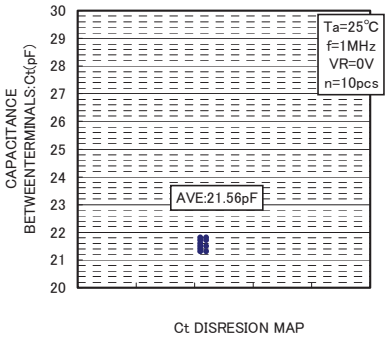 30
29
28
27
26
25
24
23
22
21
20
CAPACITANCE
BETWEENTERMINALS:Ct(pF)
Ta=25℃
f=1MHz
VR=0V
n=10pcs
AVE:21.56pF
Ct DISRESION MAP